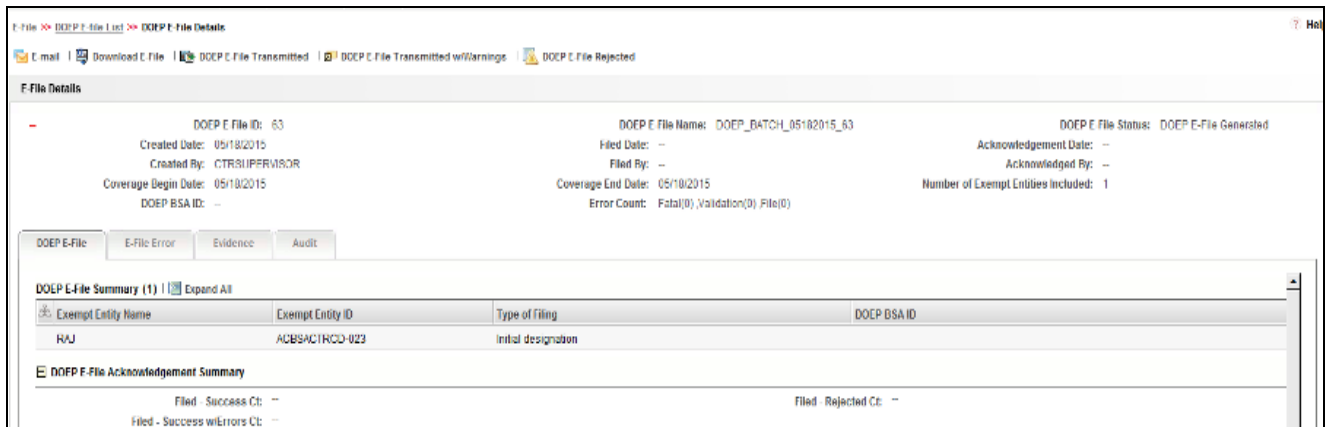 E-File >> DOEP E-file List >> DOEP E-File Details
? Hel
E-mail | Download E-File | DOEP E-File Transmitted | DOEP E-File Transmitted w/Warnings | DOEP E-File Rejected
E-File Details
– DOEP E File ID: 63 DOEP E File Name: DOEP_BATCH_05182015_63 DOEP E File Status: DOEP E-File Generated
Created Date: 05/18/2015 Filed Date: -- Acknowledgement Date: --
Created By: CTRSUPERVISOR Filed By: -- Acknowledged By: --
Coverage Begin Date: 05/18/2015 Coverage End Date: 05/18/2015 Number of Exempt Entities Included: 1
DOEP BSA ID: -- Error Count: Fatal(0) ,Validation(0) ,File(0)
DOEP E-File E-File Error Evidence Audit
DOEP E-File Summary (1) | Expand All
Exempt Entity Name Exempt Entity ID Type of Filing DOEP BSA ID
RAJ ACBSACTRCD-023 Initial designation
DOEP E-File Acknowledgement Summary
Filed - Success Ct: -- Filed - Rejected Ct: --
Filed - Success w/Errors Ct: --